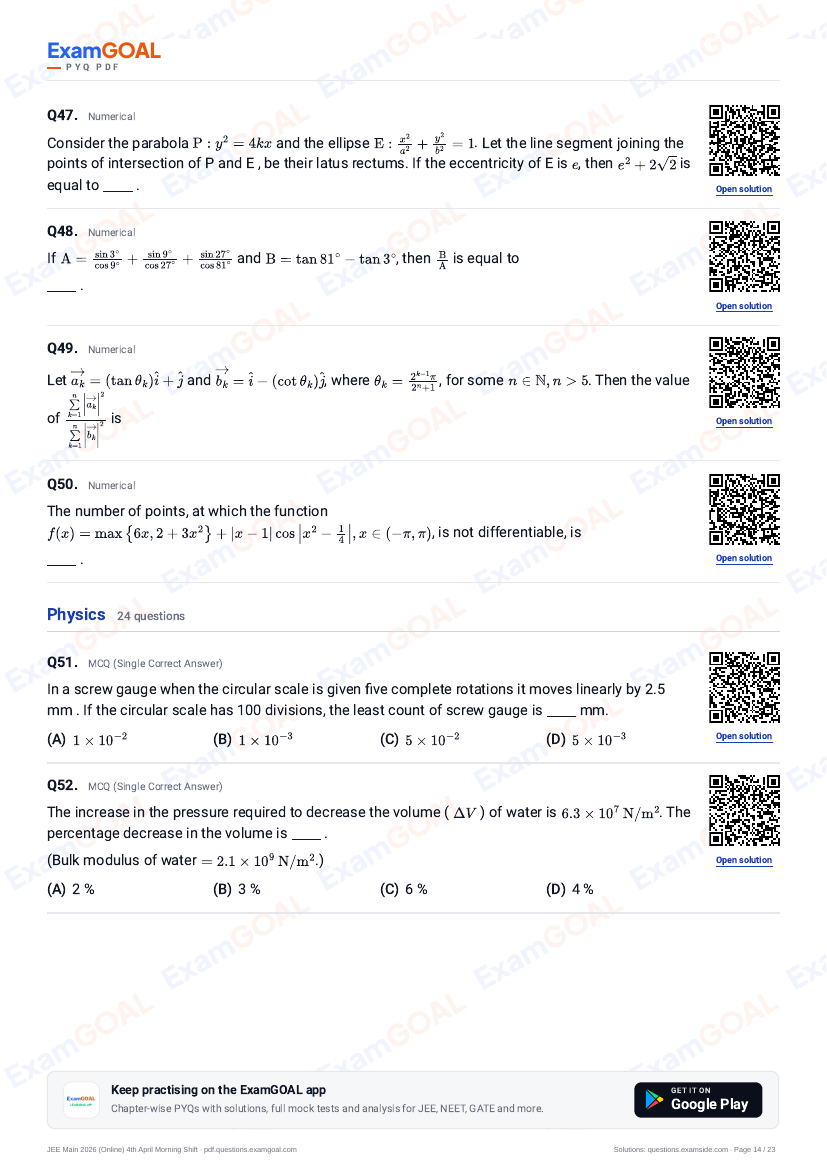 ExamGOAL
PYQ PDF
Q47. Numerical
Consider the parabola P : y² = 4kx and the ellipse E : x²/a² + y²/b² = 1. Let the line segment joining the
points of intersection of P and E , be their latus rectums. If the eccentricity of E is e, then e² + 2√2 is
equal to ____ .
Open solution
Q48. Numerical
If A = sin 3°/cos 9° + sin 9°/cos 27° + sin 27°/cos 81° and B = tan 81° − tan 3°, then B/A is equal to
____ .
Open solution
Q49. Numerical
Let →a_k = (tan θ_k)î + ĵ and →b_k = î − (cot θ_k)ĵ, where θ_k = 2^(k−1)π/(2^n+1), for some n ∈ ℕ, n > 5. Then the value
of (∑_{k=1}^{n} |→a_k|²)/(∑_{k=1}^{n} |→b_k|²) is
Open solution
Q50. Numerical
The number of points, at which the function
f(x) = max {6x, 2 + 3x²} + |x − 1| cos |x² − 1/4|, x ∈ (−π, π), is not differentiable, is
____ .
Open solution
Physics 24 questions
Q51. MCQ (Single Correct Answer)
In a screw gauge when the circular scale is given five complete rotations it moves linearly by 2.5
mm . If the circular scale has 100 divisions, the least count of screw gauge is ____ mm.
(A) 1 × 10⁻² (B) 1 × 10⁻³ (C) 5 × 10⁻² (D) 5 × 10⁻³
Open solution
Q52. MCQ (Single Correct Answer)
The increase in the pressure required to decrease the volume ( ΔV ) of water is 6.3 × 10⁷ N/m². The
percentage decrease in the volume is ____ .
(Bulk modulus of water = 2.1 × 10⁹ N/m².)
(A) 2 % (B) 3 % (C) 6 % (D) 4 %
Open solution
Keep practising on the ExamGOAL app
Chapter-wise PYQs with solutions, full mock tests and analysis for JEE, NEET, GATE and more.
GET IT ON
Google Play
JEE Main 2026 (Online) 4th April Morning Shift · pdf.questions.examgoal.com
Solutions: questions.examside.com · Page 14 / 23